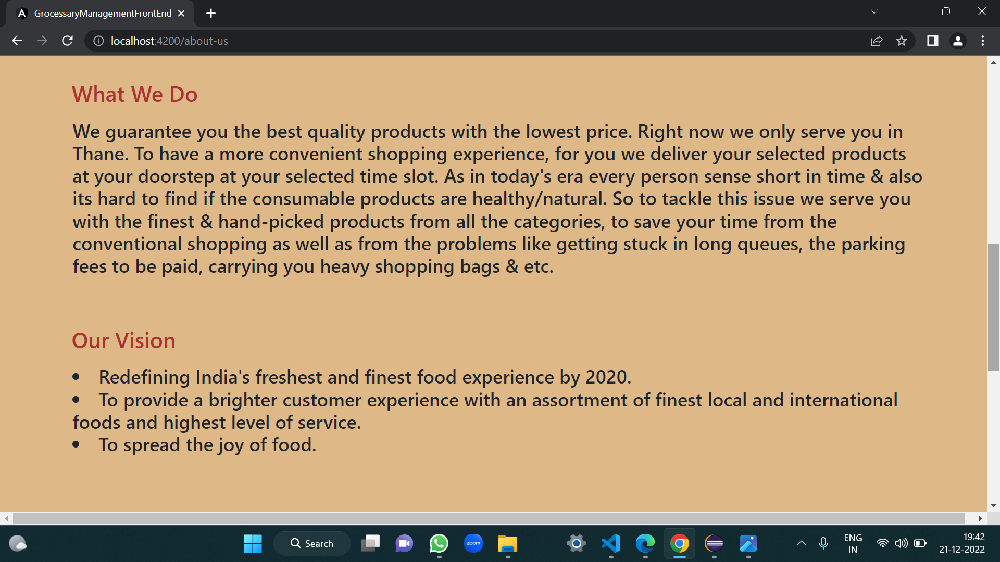 GrocessaryManagementFrontEnd
localhost:4200/about-us
What We Do
We guarantee you the best quality products with the lowest price. Right now we only serve you in
Thane. To have a more convenient shopping experience, for you we deliver your selected products
at your doorstep at your selected time slot. As in today's era every person sense short in time & also
its hard to find if the consumable products are healthy/natural. So to tackle this issue we serve you
with the finest & hand-picked products from all the categories, to save your time from the
conventional shopping as well as from the problems like getting stuck in long queues, the parking
fees to be paid, carrying you heavy shopping bags & etc.
Our Vision
• Redefining India's freshest and finest food experience by 2020.
• To provide a brighter customer experience with an assortment of finest local and international
foods and highest level of service.
• To spread the joy of food.
Search
zoom
ENG
IN
19:42
21-12-2022